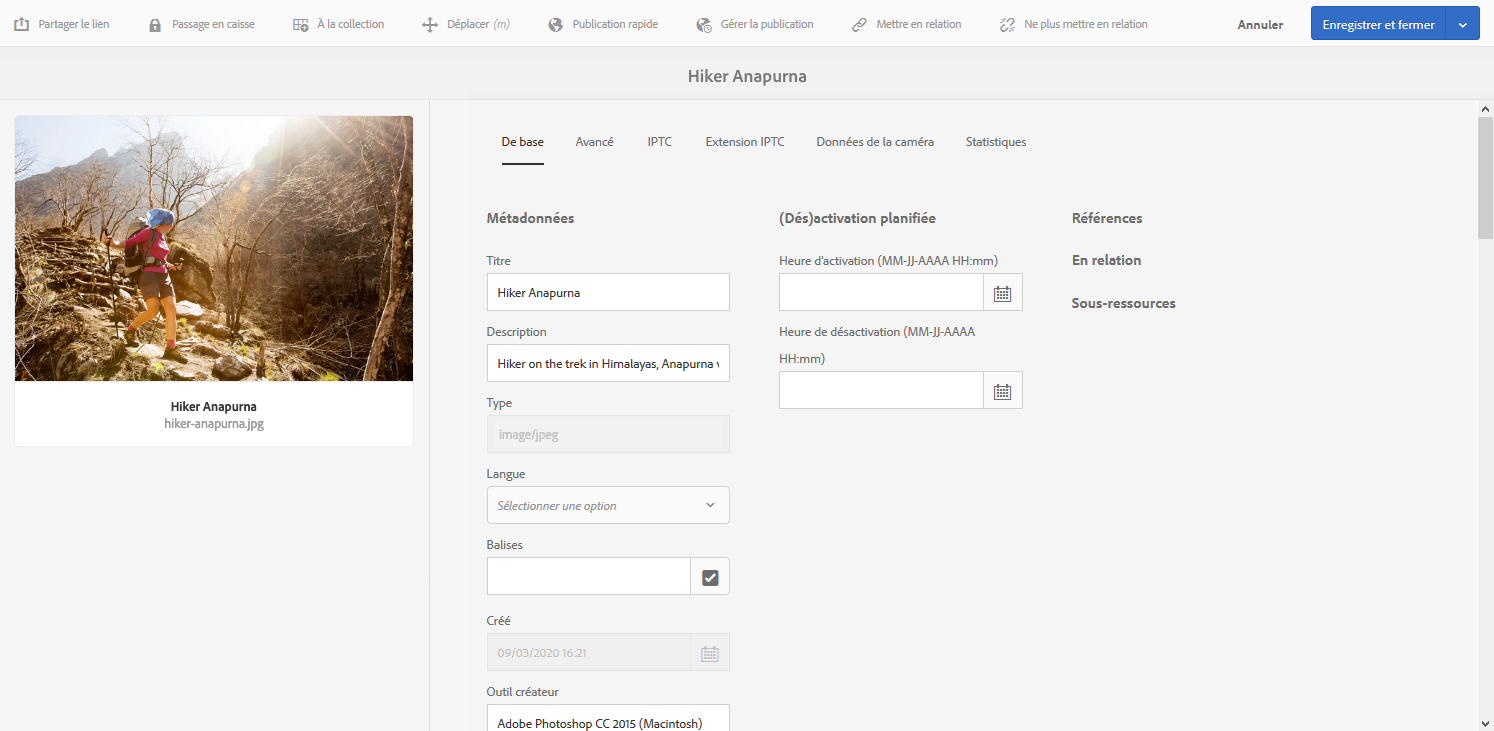 Partager le lien
Passage en caisse
À la collection
Déplacer (m)
Publication rapide
Gérer la publication
Mettre en relation
Ne plus mettre en relation
Annuler
Enregistrer et fermer
Hiker Anapurna
Hiker Anapurna
hiker-anapurna.jpg
De base
Avancé
IPTC
Extension IPTC
Données de la caméra
Statistiques
Métadonnées
Titre
Hiker Anapurna
Description
Hiker on the trek in Himalayas, Anapurna
Type
image/jpeg
Langue
Sélectionner une option
Balises
Créé
09/03/2020 16:21
Outil créateur
Adobe Photoshop CC 2015 (Macintosh)
(Dés)activation planifiée
Heure d'activation (MM-JJ-AAAA HH:mm)
Heure de désactivation (MM-JJ-AAAA
HH:mm)
Références
En relation
Sous-ressources